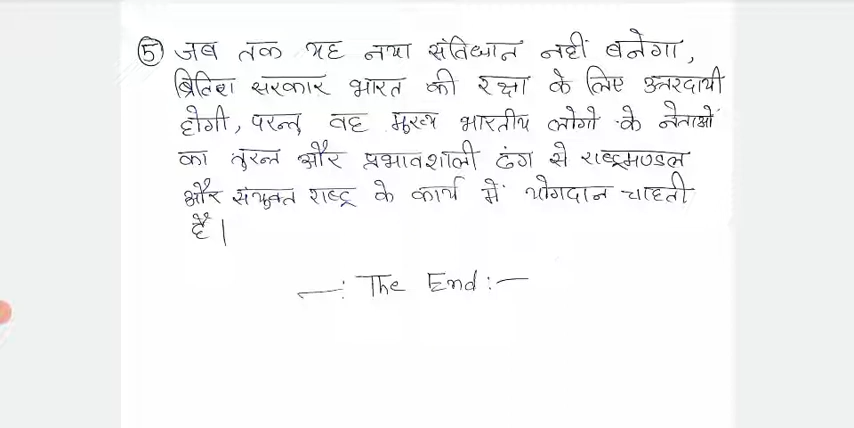 ⑤ जब तक यह नया संविधान नहीं बनेगा,
ब्रिटिश सरकार भारत की रक्षा के लिए उत्तरदायी
होगी, परन्तु वह मुख्य भारतीय लोगो के नेताओं
का तुरन्त और प्रभावशाली ढंग से राष्ट्रमण्डल
और संयुक्त राष्ट्र के कार्य में योगदान चाहती
है।
—: The End :—